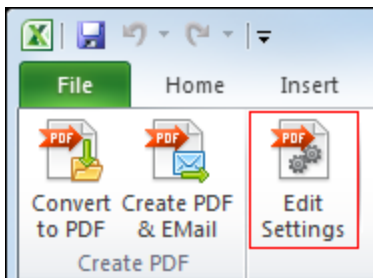 File Home Insert
PDF PDF PDF
Convert Create PDF Edit
to PDF & EMail Settings
Create PDF